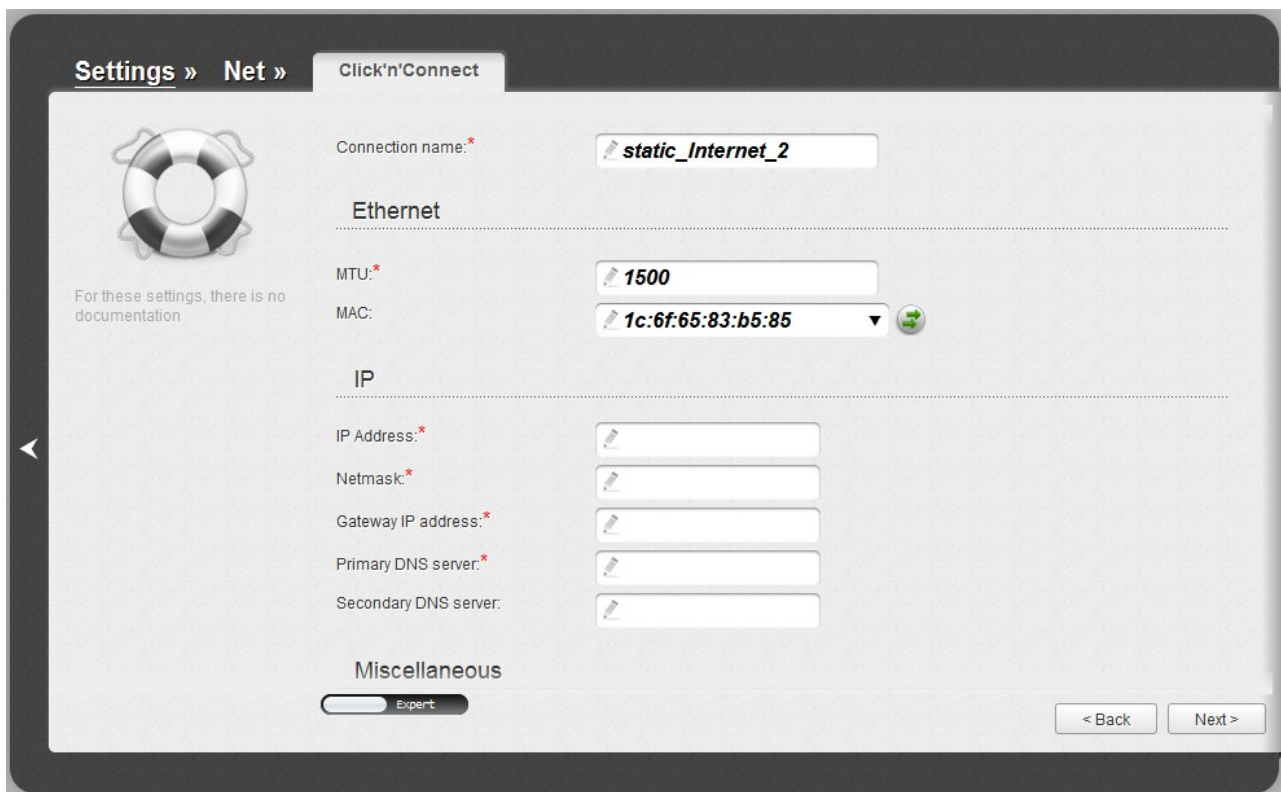 Settings » Net » Click'n'Connect
Connection name:* static_Internet_2
Ethernet
For these settings, there is no
documentation
MTU:* 1500
MAC: 1c:6f:65:83:b5:85
IP
IP Address:*
Netmask:*
Gateway IP address:*
Primary DNS server:*
Secondary DNS server:
Miscellaneous
Expert
< Back Next >